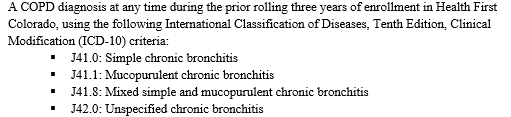 A COPD diagnosis at any time during the prior rolling three years of enrollment in Health First
Colorado, using the following International Classification of Diseases, Tenth Edition, Clinical
Modification (ICD-10) criteria:
▪ J41.0: Simple chronic bronchitis
▪ J41.1: Mucopurulent chronic bronchitis
▪ J41.8: Mixed simple and mucopurulent chronic bronchitis
▪ J42.0: Unspecified chronic bronchitis